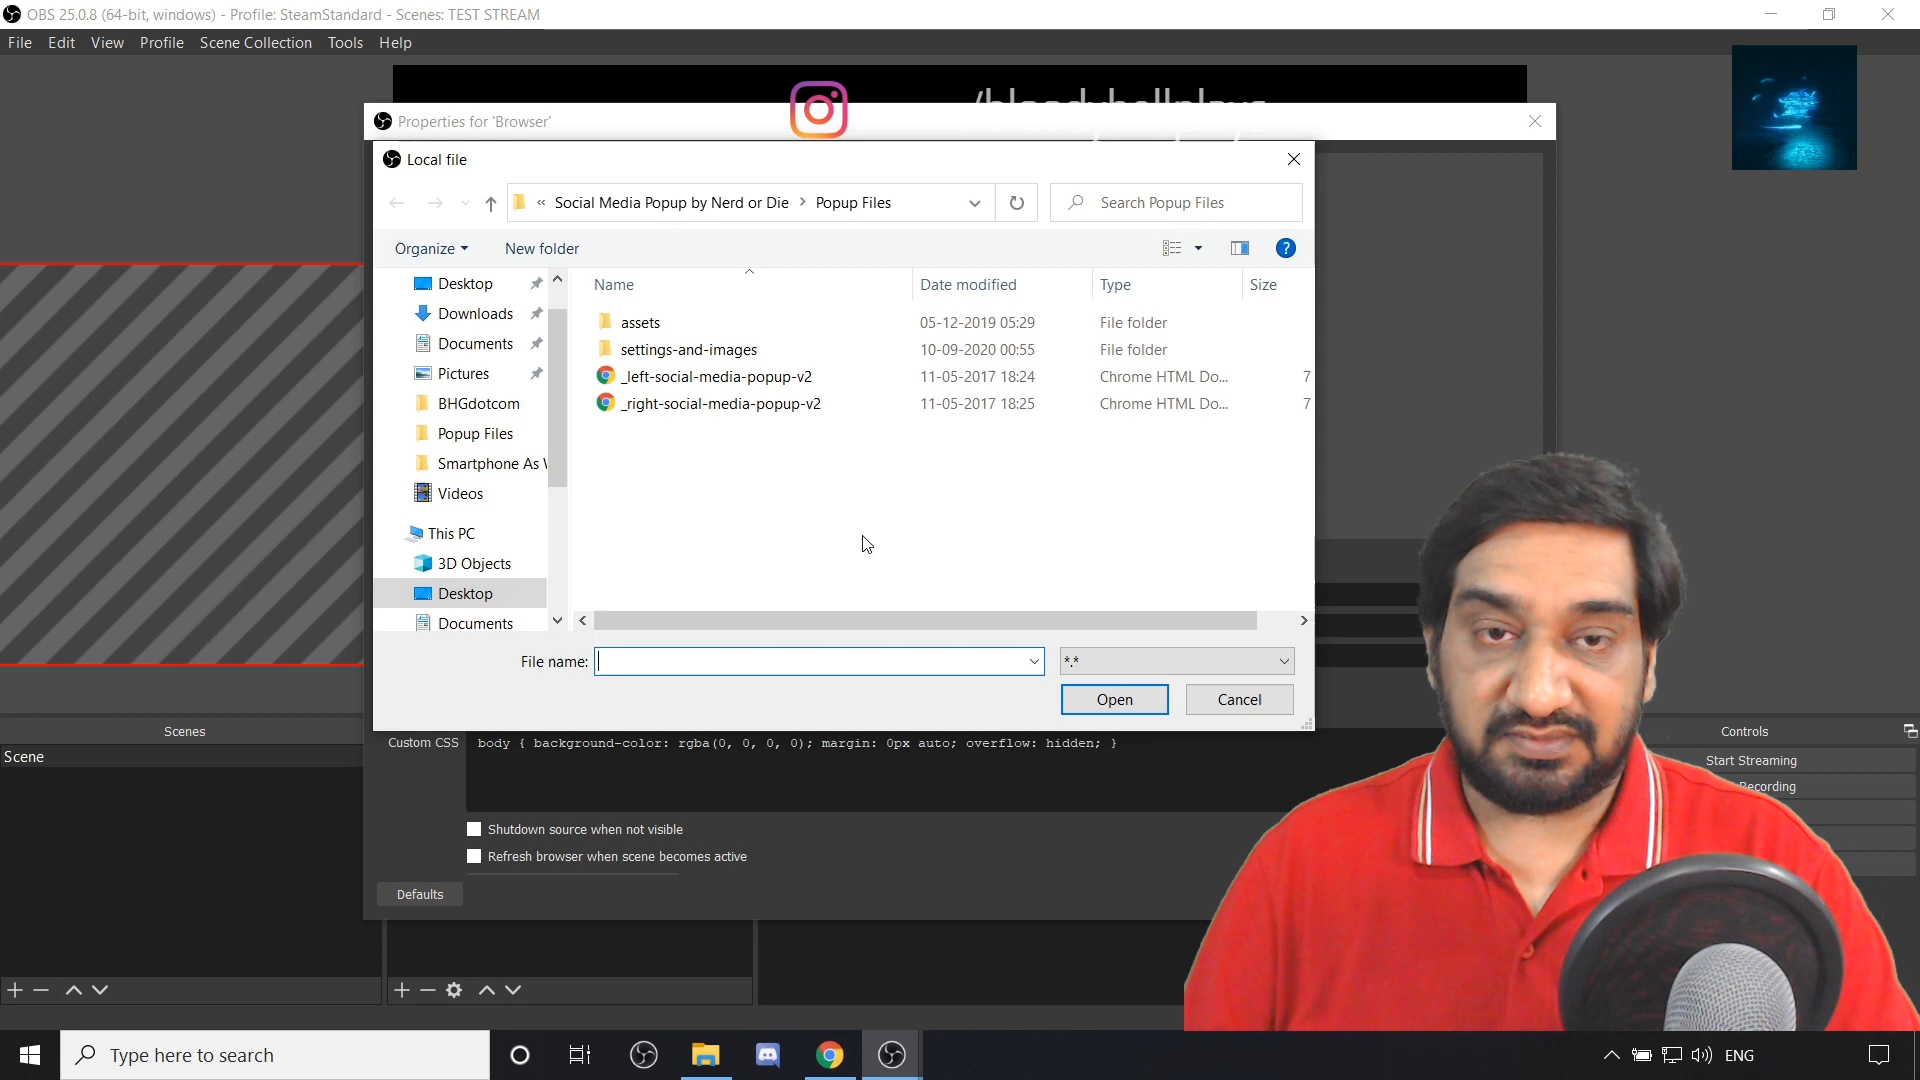 OBS 25.0.8 (64-bit, windows) - Profile: SteamStandard - Scenes: TEST STREAM
File Edit View Profile Scene Collection Tools Help
/bloodyhellplays
Properties for 'Browser'
Local file
« Social Media Popup by Nerd or Die > Popup Files
Search Popup Files
Organize
New folder
Name Date modified Type Size
assets 05-12-2019 05:29 File folder
settings-and-images 10-09-2020 00:55 File folder
_left-social-media-popup-v2 11-05-2017 18:24 Chrome HTML Do... 7
_right-social-media-popup-v2 11-05-2017 18:25 Chrome HTML Do... 7
Desktop
Downloads
Documents
Pictures
BHGdotcom
Popup Files
Smartphone As
Videos
This PC
3D Objects
Desktop
Documents
File name:
*.*
Open
Cancel
Custom CSS
body { background-color: rgba(0, 0, 0, 0); margin: 0px auto; overflow: hidden; }
Shutdown source when not visible
Refresh browser when scene becomes active
Defaults
Scenes
Scene
Controls
Start Streaming
Recording
Type here to search
ENG